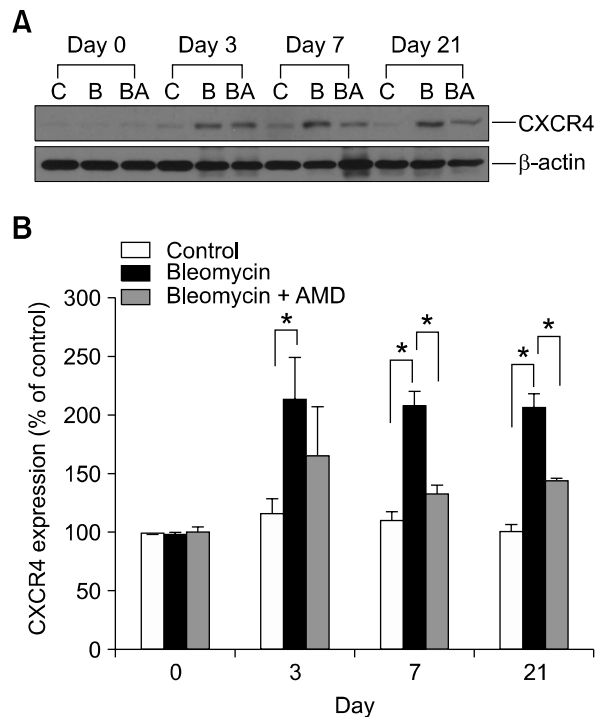 A
Day 0 Day 3 Day 7 Day 21
C B BA C B BA C B BA C B BA
CXCR4
β-actin
B
Control
Bleomycin
Bleomycin + AMD
CXCR4 expression (% of control)
300
250
200
150
100
50
0
* * * * *
0 3 7 21
Day